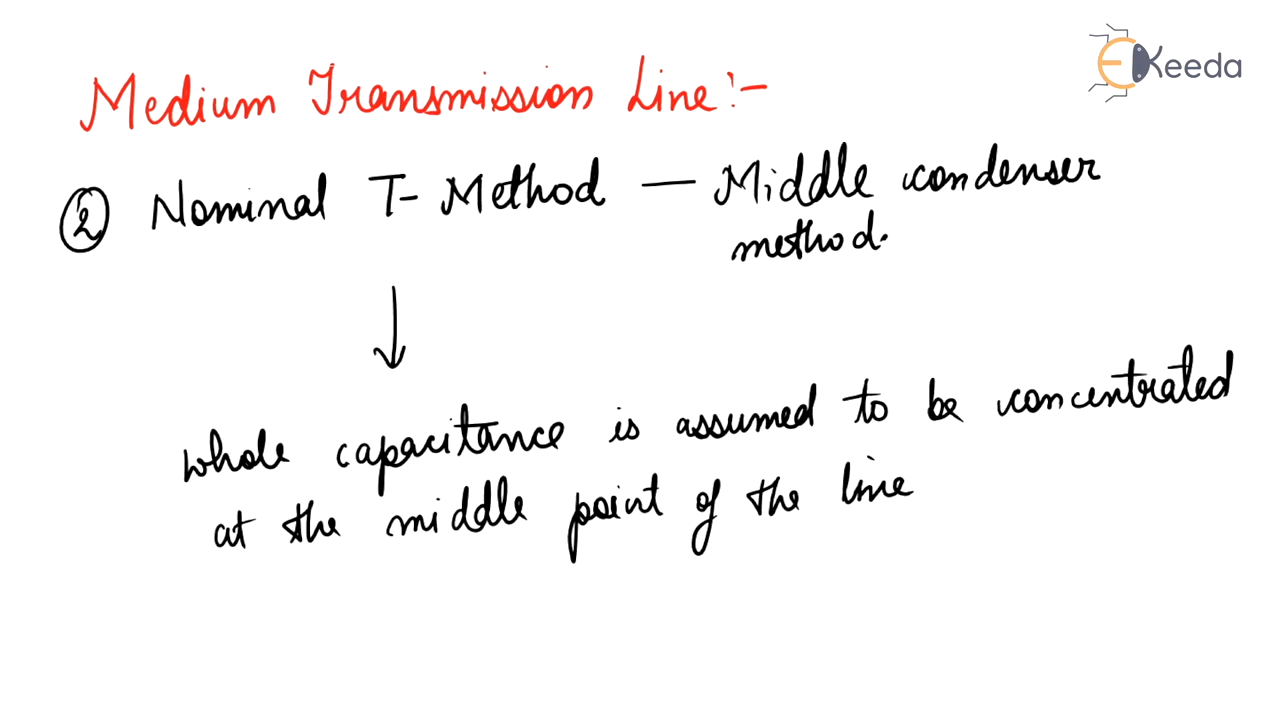 EKeeda
Medium Transmission Line:-
② Nominal T- Method — Middle condenser
method.
↓
whole capacitance is assumed to be concentrated
at the middle point of the line